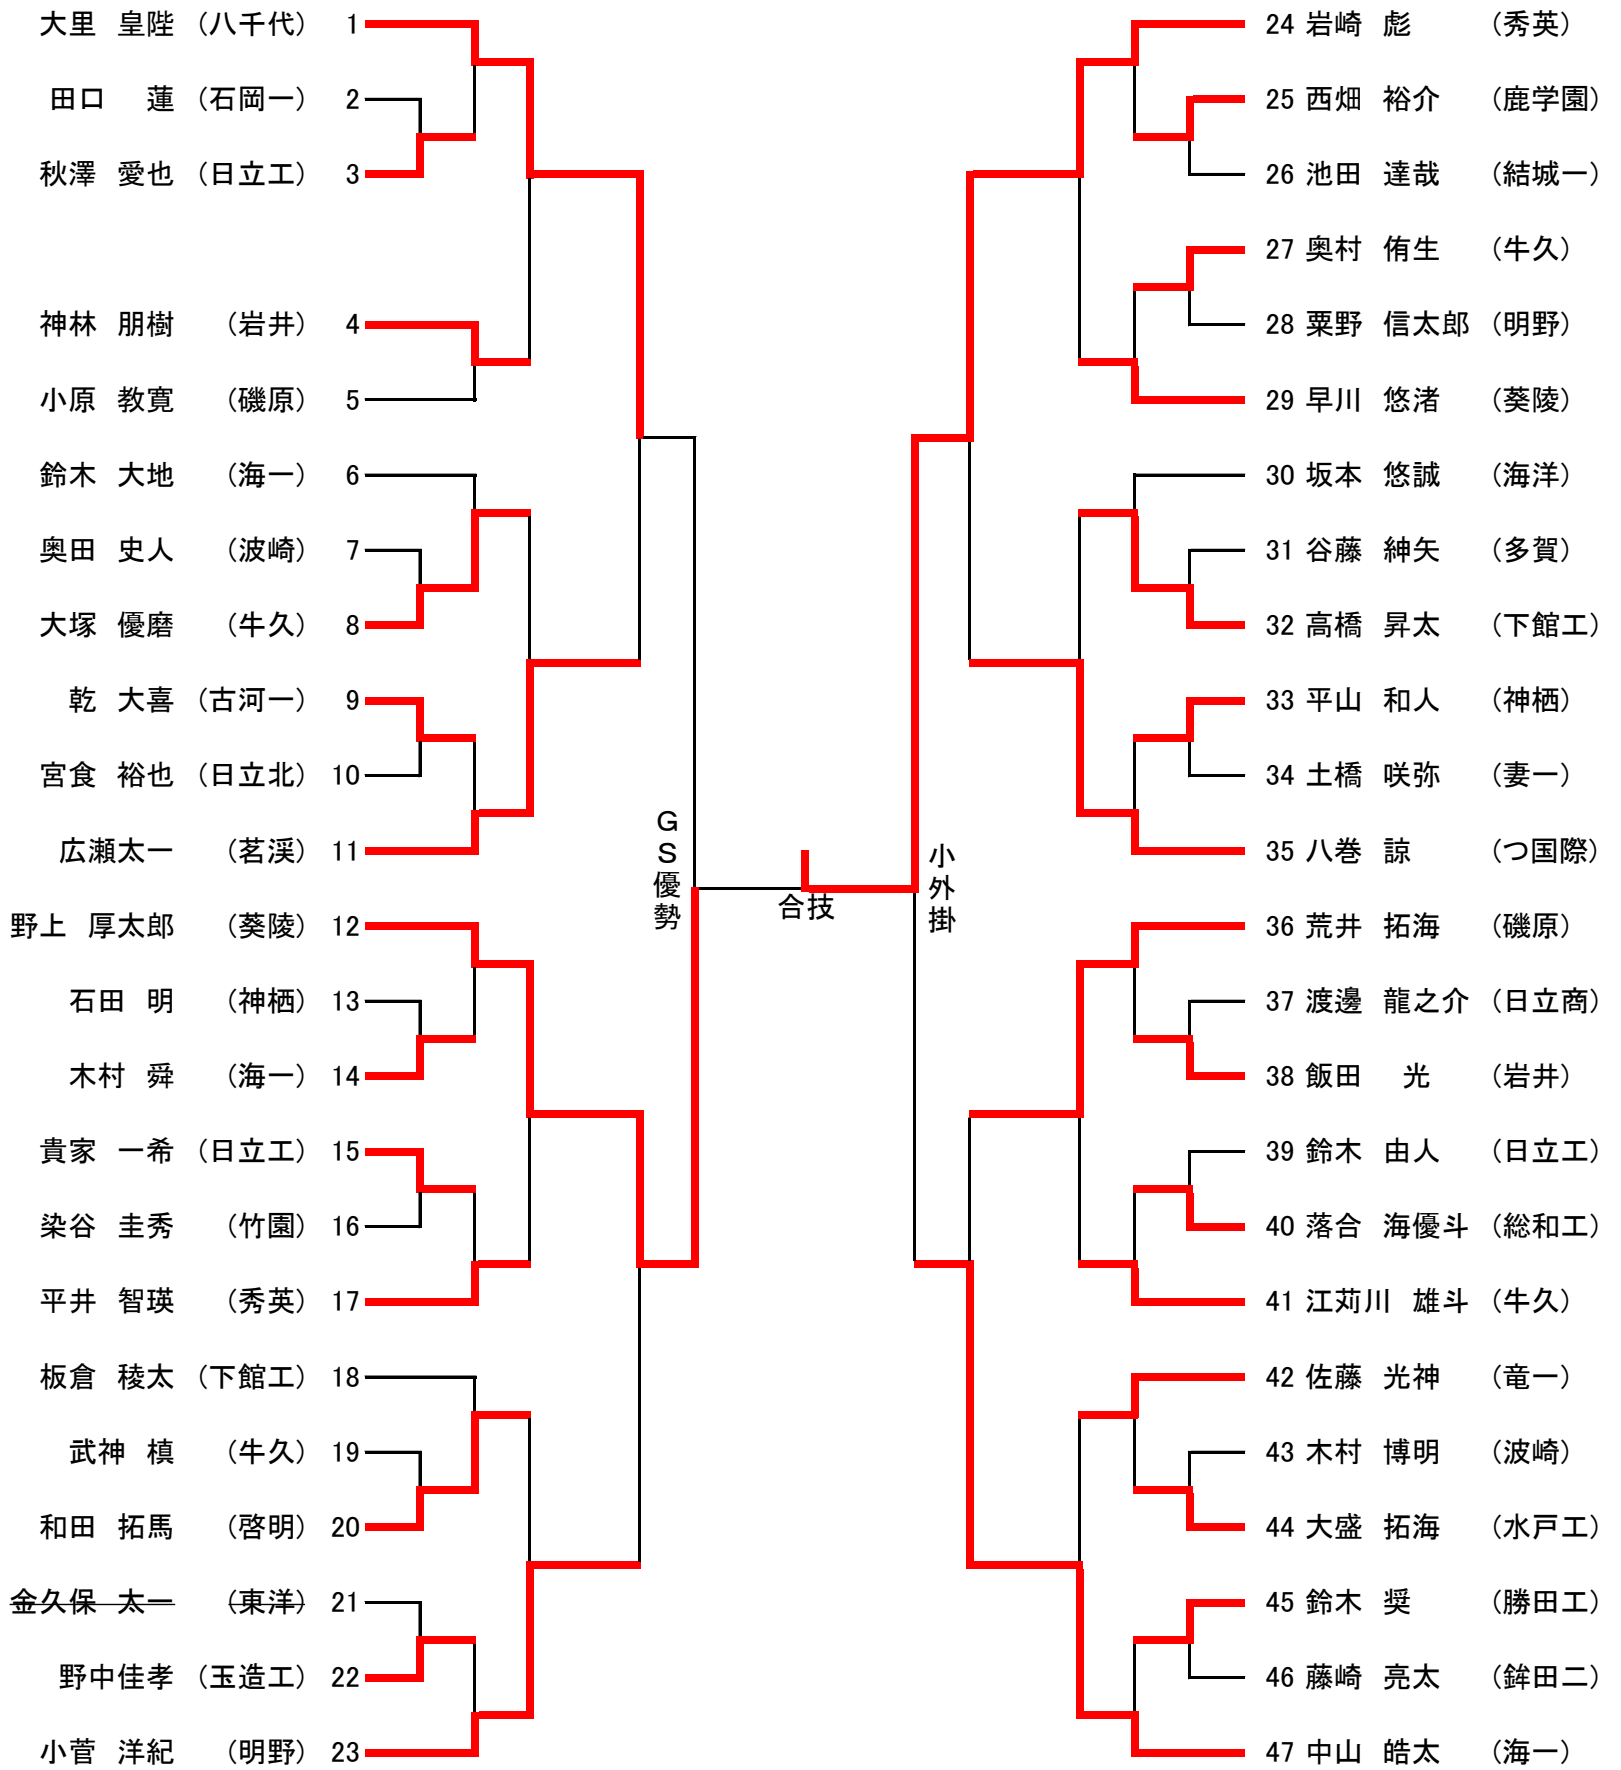 大里 皇陛 (八千代) 1
田口 蓮 (石岡一) 2
秋澤 愛也 (日立工) 3
神林 朋樹 (岩井) 4
小原 教寛 (磯原) 5
鈴木 大地 (海一) 6
奥田 史人 (波崎) 7
大塚 優磨 (牛久) 8
乾 大喜 (古河一) 9
宮食 裕也 (日立北) 10
広瀬太一 (茗溪) 11
野上 厚太郎 (葵陵) 12
石田 明 (神栖) 13
木村 舜 (海一) 14
貴家 一希 (日立工) 15
染谷 圭秀 (竹園) 16
平井 智瑛 (秀英) 17
板倉 稜太 (下館工) 18
武神 槙 (牛久) 19
和田 拓馬 (啓明) 20
金久保 太一 (東洋) 21
野中佳孝 (玉造工) 22
小菅 洋紀 (明野) 23
GS優勢
合技
小外掛
24 岩崎 彪 (秀英)
25 西畑 裕介 (鹿学園)
26 池田 達哉 (結城一)
27 奥村 侑生 (牛久)
28 粟野 信太郎 (明野)
29 早川 悠渚 (葵陵)
30 坂本 悠誠 (海洋)
31 谷藤 紳矢 (多賀)
32 高橋 昇太 (下館工)
33 平山 和人 (神栖)
34 土橋 咲弥 (妻一)
35 八巻 諒 (つ国際)
36 荒井 拓海 (磯原)
37 渡邊 龍之介 (日立商)
38 飯田 光 (岩井)
39 鈴木 由人 (日立工)
40 落合 海優斗 (総和工)
41 江苅川 雄斗 (牛久)
42 佐藤 光神 (竜一)
43 木村 博明 (波崎)
44 大盛 拓海 (水戸工)
45 鈴木 奨 (勝田工)
46 藤崎 亮太 (鉾田二)
47 中山 皓太 (海一)